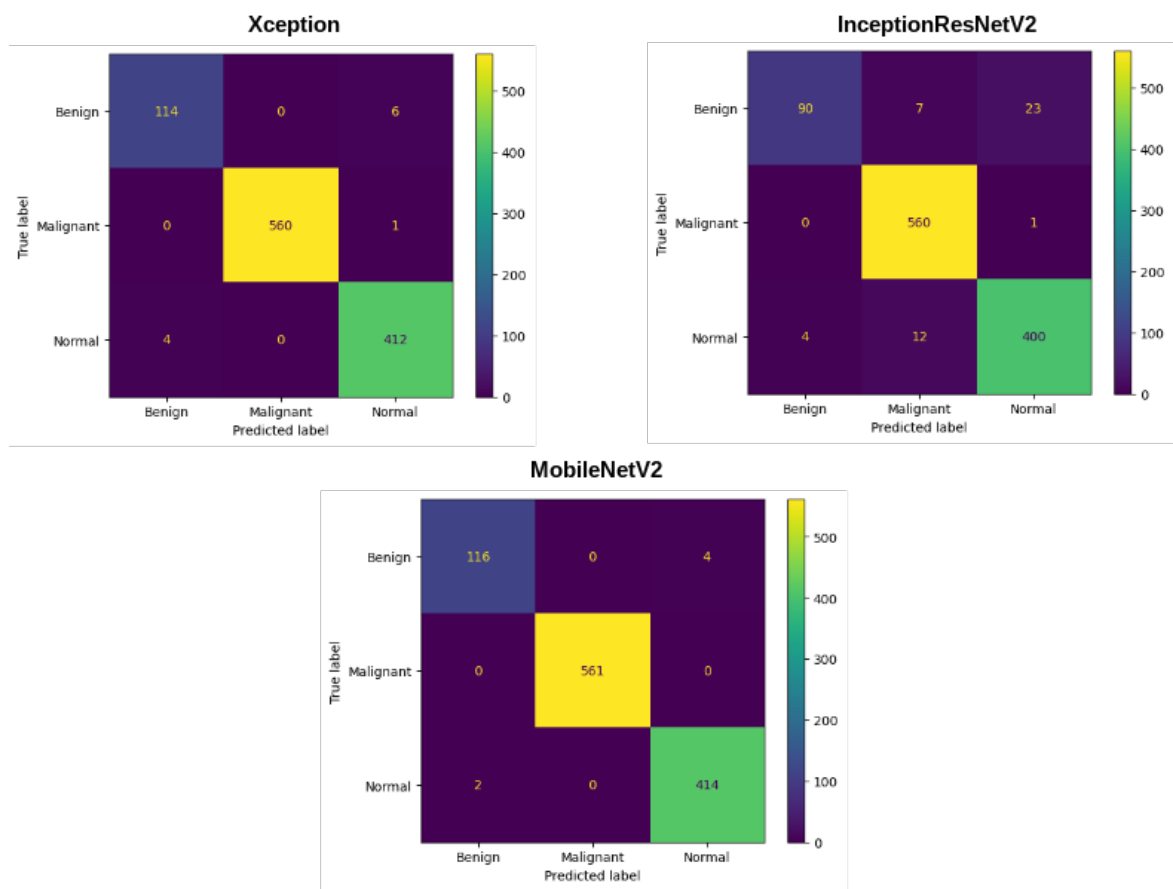 Xception
True label
Benign
Malignant
Normal
114 0 6
0 560 1
4 0 412
Benign Malignant Normal
Predicted label
500
400
300
200
100
0
InceptionResNetV2
True label
Benign
Malignant
Normal
90 7 23
0 560 1
4 12 400
Benign Malignant Normal
Predicted label
500
400
300
200
100
0
MobileNetV2
True label
Benign
Malignant
Normal
116 0 4
0 561 0
2 0 414
Benign Malignant Normal
Predicted label
500
400
300
200
100
0